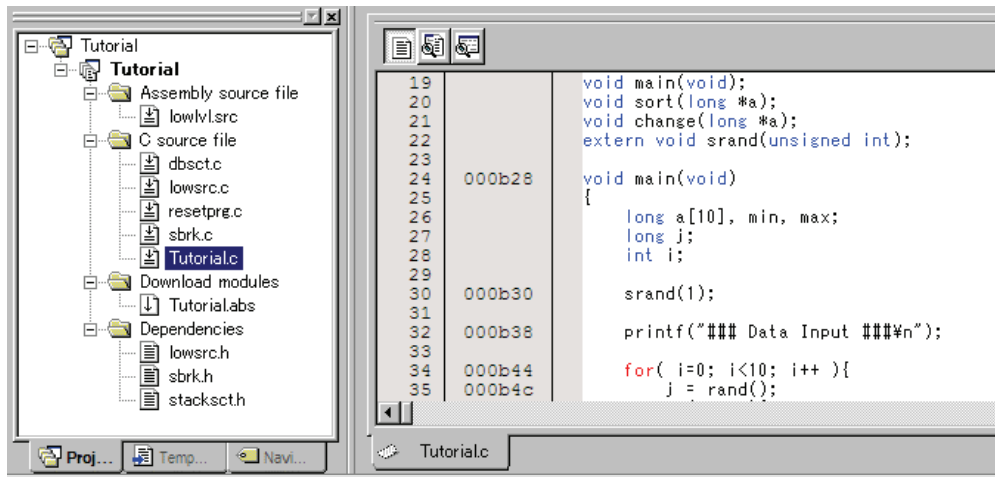 Tutorial
Tutorial
Assembly source file
lowlvl.src
C source file
dbsct.c
lowsrc.c
resetprg.c
sbrk.c
Tutorial.c
Download modules
Tutorial.abs
Dependencies
lowsrc.h
sbrk.h
stacksct.h
Proj...
Temp...
Navi...
19 void main(void);
20 void sort(long *a);
21 void change(long *a);
22 extern void srand(unsigned int);
23
24 000b28 void main(void)
25 {
26 long a[10], min, max;
27 long j;
28 int i;
29
30 000b30 srand(1);
31
32 000b38 printf("### Data Input ###¥n");
33
34 000b44 for( i=0; i<10; i++ ){
35 000b4c j = rand();
Tutorial.c